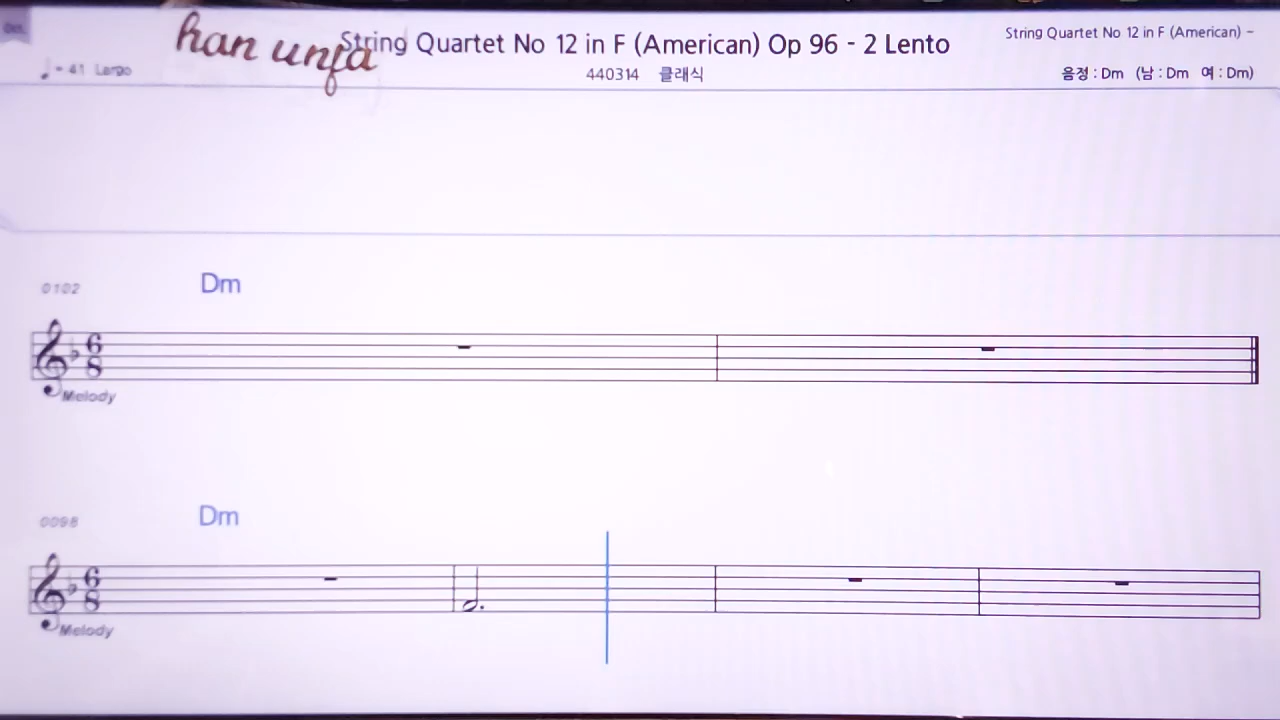 han unfa
String Quartet No 12 in F (American) Op 96 - 2 Lento
String Quartet No 12 in F (American) -
= 41 Largo
440314 클래식
음정 : Dm (남 : Dm 여 : Dm)
0102
Dm
6
8
Melody
0098
Dm
6
8
Melody